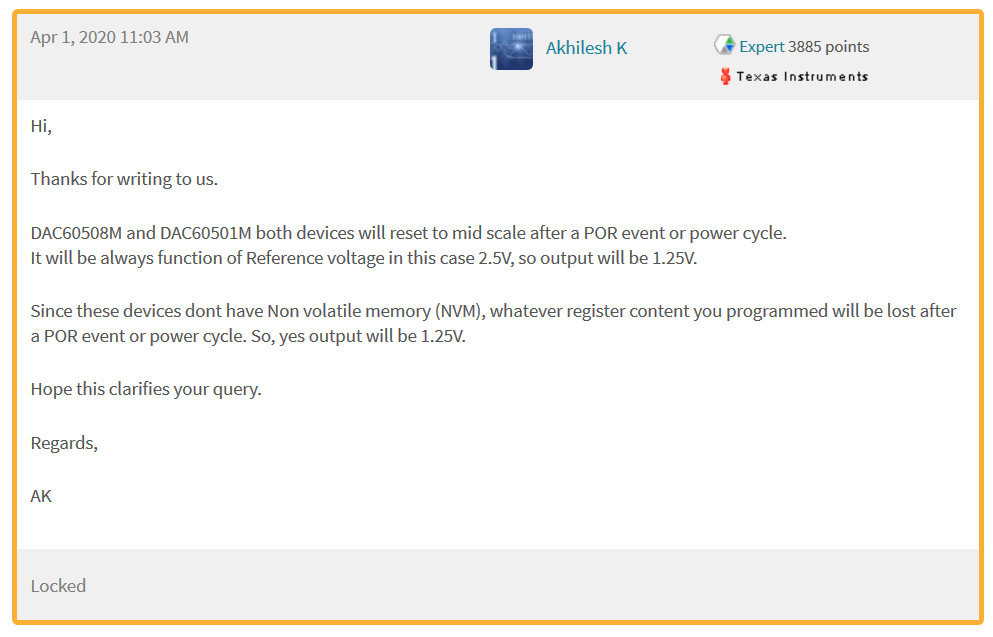 Apr 1, 2020 11:03 AM
Akhilesh K
Expert 3885 points
Texas Instruments
Hi,
Thanks for writing to us.
DAC60508M and DAC60501M both devices will reset to mid scale after a POR event or power cycle.
It will be always function of Reference voltage in this case 2.5V, so output will be 1.25V.
Since these devices dont have Non volatile memory (NVM), whatever register content you programmed will be lost after
a POR event or power cycle. So, yes output will be 1.25V.
Hope this clarifies your query.
Regards,
AK
Locked